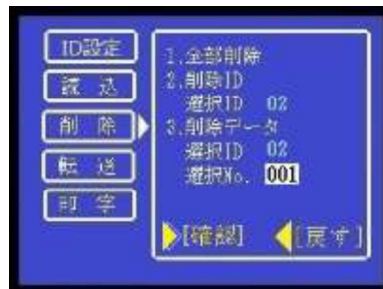 ID設定
読込
削除
転送
印字
1.全部削除
2.削除ID
選択ID 02
3.削除データ
選択ID 02
選択No. 001
[確認] [戻す]